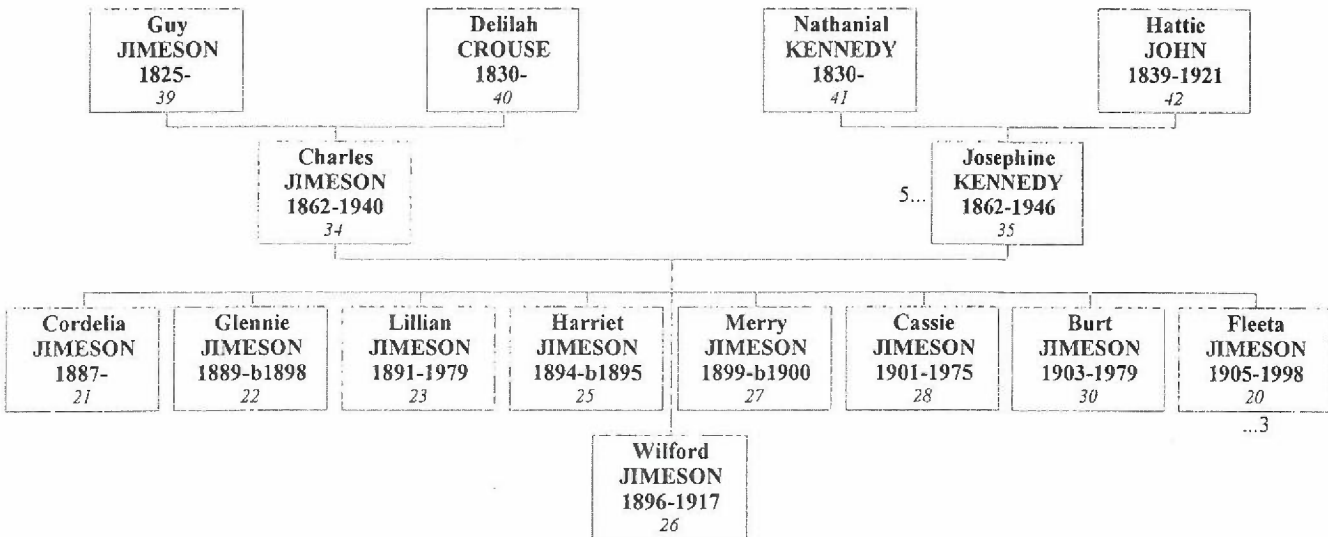 Guy
JIMESON
1825-
39
Delilah
CROUSE
1830-
40
Nathanial
KENNEDY
1830-
41
Hattie
JOHN
1839-1921
42
Charles
JIMESON
1862-1940
34
5...
Josephine
KENNEDY
1862-1946
35
Cordelia
JIMESON
1887-
21
Glennie
JIMESON
1889-b1898
22
Lillian
JIMESON
1891-1979
23
Harriet
JIMESON
1894-b1895
25
Merry
JIMESON
1899-b1900
27
Cassie
JIMESON
1901-1975
28
Burt
JIMESON
1903-1979
30
Fleeta
JIMESON
1905-1998
20
...3
Wilford
JIMESON
1896-1917
26